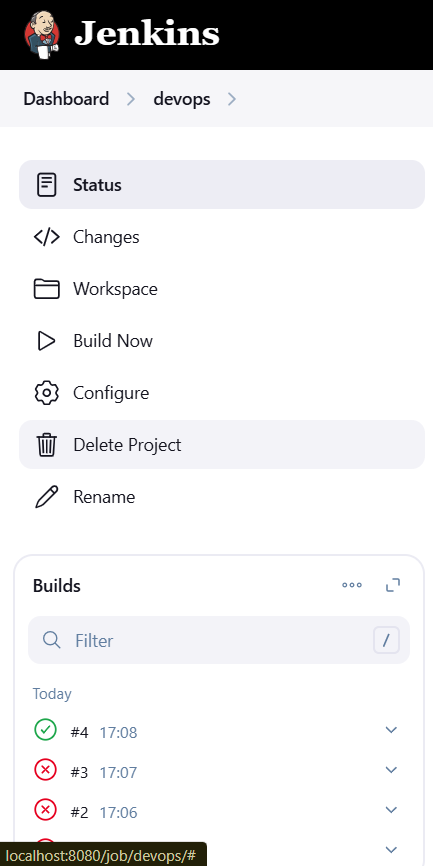 Jenkins
Dashboard > devops >
Status
Changes
Workspace
Build Now
Configure
Delete Project
Rename
Builds
Filter /
Today
#4 17:08
#3 17:07
#2 17:06
localhost:8080/job/devops/#